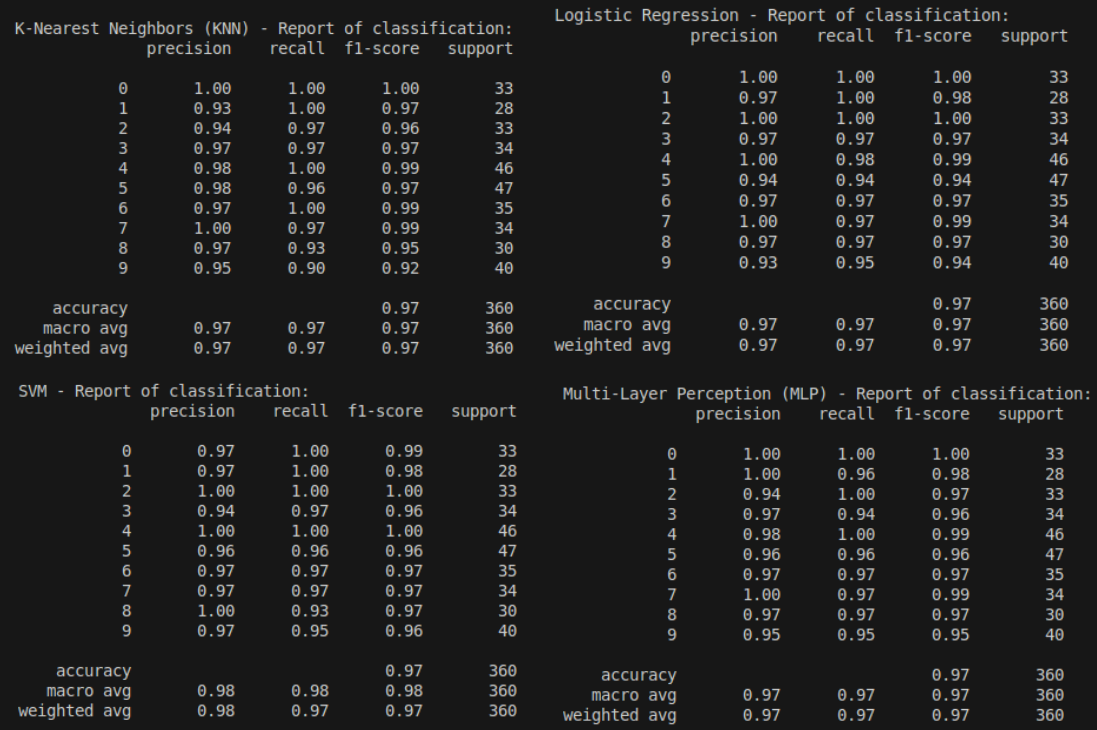 K-Nearest Neighbors (KNN) - Report of classification:
precision recall f1-score support
0 1.00 1.00 1.00 33
1 0.93 1.00 0.97 28
2 0.94 0.97 0.96 33
3 0.97 0.97 0.97 34
4 0.98 1.00 0.99 46
5 0.98 0.96 0.97 47
6 0.97 1.00 0.99 35
7 1.00 0.97 0.99 34
8 0.97 0.93 0.95 30
9 0.95 0.90 0.92 40
accuracy 0.97 360
macro avg 0.97 0.97 0.97 360
weighted avg 0.97 0.97 0.97 360
Logistic Regression - Report of classification:
precision recall f1-score support
0 1.00 1.00 1.00 33
1 0.97 1.00 0.98 28
2 1.00 1.00 1.00 33
3 0.97 0.97 0.97 34
4 1.00 0.98 0.99 46
5 0.94 0.94 0.94 47
6 0.97 0.97 0.97 35
7 1.00 0.97 0.99 34
8 0.97 0.97 0.97 30
9 0.93 0.95 0.94 40
accuracy 0.97 360
macro avg 0.97 0.97 0.97 360
weighted avg 0.97 0.97 0.97 360
SVM - Report of classification:
precision recall f1-score support
0 0.97 1.00 0.99 33
1 0.97 1.00 0.98 28
2 1.00 1.00 1.00 33
3 0.94 0.97 0.96 34
4 1.00 1.00 1.00 46
5 0.96 0.96 0.96 47
6 0.97 0.97 0.97 35
7 0.97 0.97 0.97 34
8 1.00 0.93 0.97 30
9 0.97 0.95 0.96 40
accuracy 0.97 360
macro avg 0.98 0.98 0.98 360
weighted avg 0.98 0.97 0.97 360
Multi-Layer Perception (MLP) - Report of classification:
precision recall f1-score support
0 1.00 1.00 1.00 33
1 1.00 0.96 0.98 28
2 0.94 1.00 0.97 33
3 0.97 0.94 0.96 34
4 0.98 1.00 0.99 46
5 0.96 0.96 0.96 47
6 0.97 0.97 0.97 35
7 1.00 0.97 0.99 34
8 0.97 0.97 0.97 30
9 0.95 0.95 0.95 40
accuracy 0.97 360
macro avg 0.97 0.97 0.97 360
weighted avg 0.97 0.97 0.97 360